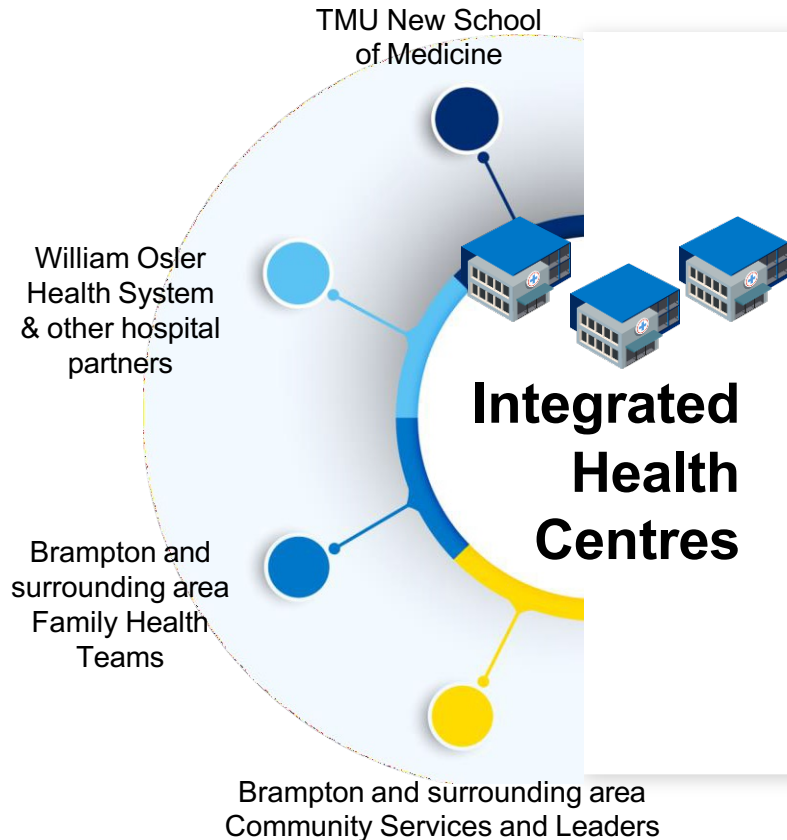 TMU New School
of Medicine
William Osler
Health System
& other hospital
partners
Integrated
Health
Centres
Brampton and
surrounding area
Family Health
Teams
Brampton and surrounding area
Community Services and Leaders